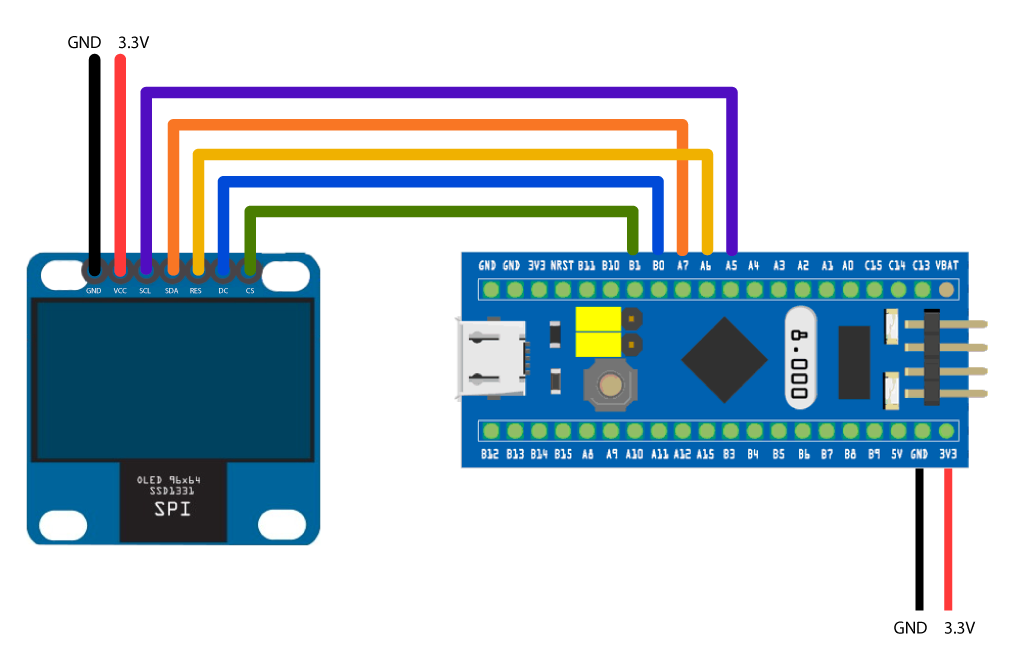 GND 3.3V
GND VCC SCL SDA RES DC CS
OLED 96x64
SSD1331
SPI
GND GND 3V3 NRST B11 B10 B1 B0 A7 A6 A5 A4 A3 A2 A1 A0 C15 C14 C13 VBAT
8.000
B12 B13 B14 B15 A8 A9 A10 A11 A12 A15 B3 B4 B5 B6 B7 B8 B9 5V GND 3V3
GND 3.3V